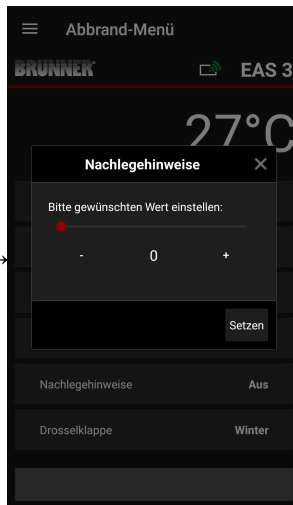 Abbrand-Menü
BRUNNER
EAS 3
27°C
Nachlegehinweise
Bitte gewünschten Wert einstellen:
- 0 +
Setzen
Nachlegehinweise Aus
Drosselklappe Winter